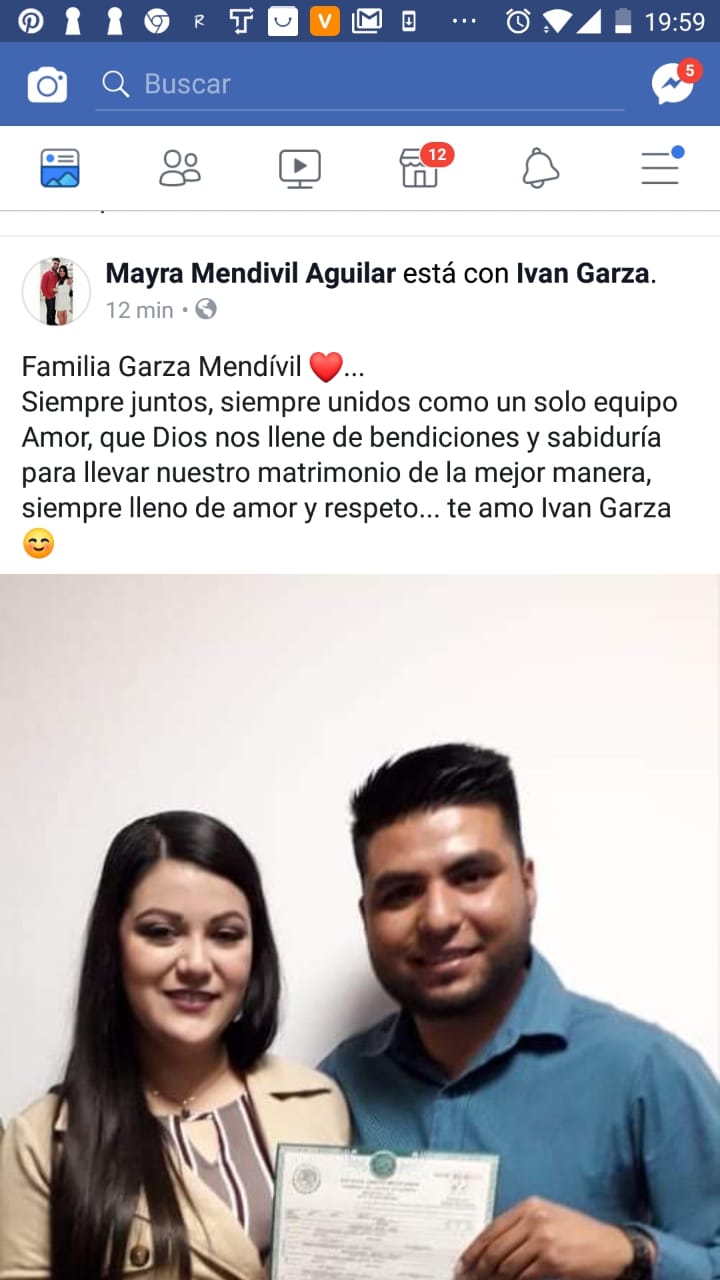 19:59
Buscar
5
12
Mayra Mendivil Aguilar está con Ivan Garza.
12 min
Familia Garza Mendívil ❤️...
Siempre juntos, siempre unidos como un solo equipo
Amor, que Dios nos llene de bendiciones y sabiduría
para llevar nuestro matrimonio de la mejor manera,
siempre lleno de amor y respeto... te amo Ivan Garza
😊